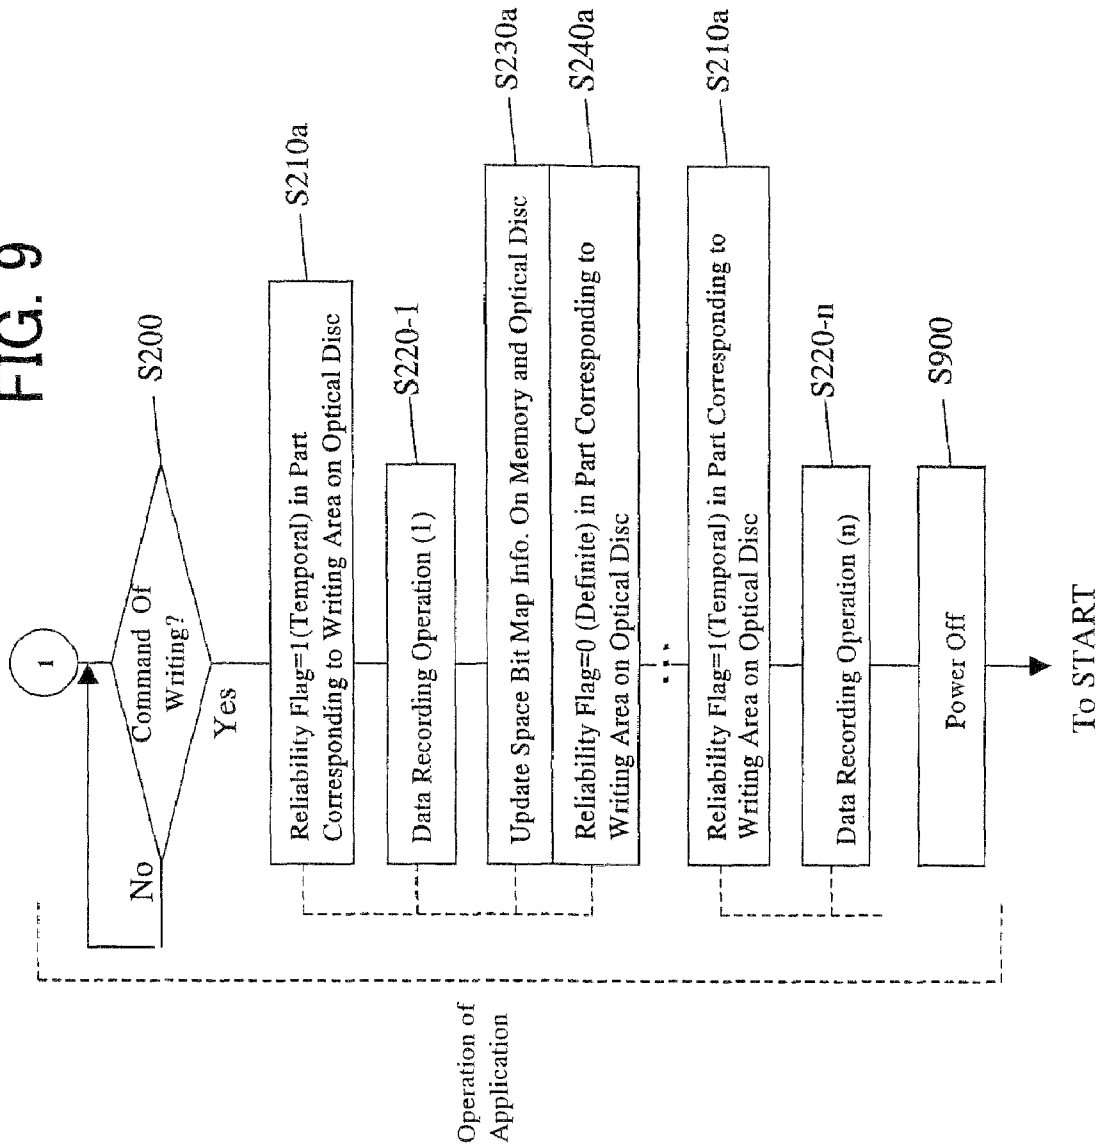 FIG. 9
1
Command Of
Writing?
S200
No
Yes
Reliability Flag=1(Temporal) in Part
Corresponding to Writing Area on Optical Disc
S210a
Data Recording Operation (1)
S220-1
Update Space Bit Map Info. On Memory and Optical Disc
S230a
Reliability Flag=0 (Definite) in Part Corresponding to
Writing Area on Optical Disc
S240a
Reliability Flag=1(Temporal) in Part Corresponding to
Writing Area on Optical Disc
S210a
Data Recording Operation (n)
S220-n
Power Off
S900
To START
Operation of
Application